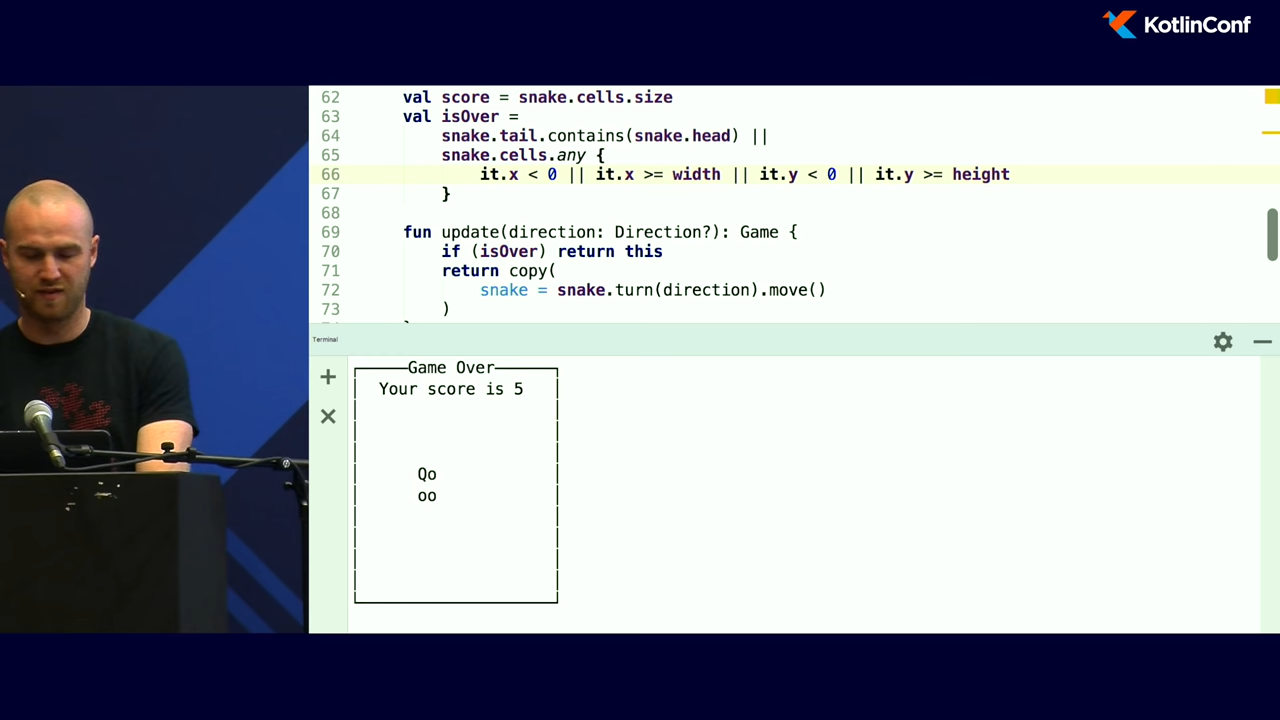 KotlinConf
62 val score = snake.cells.size
63 val isOver =
64 snake.tail.contains(snake.head) ||
65 snake.cells.any {
66 it.x < 0 || it.x >= width || it.y < 0 || it.y >= height
67 }
68
69 fun update(direction: Direction?): Game {
70 if (isOver) return this
71 return copy(
72 snake = snake.turn(direction).move()
73 )
Terminal
Game Over
Your score is 5
Qo
oo